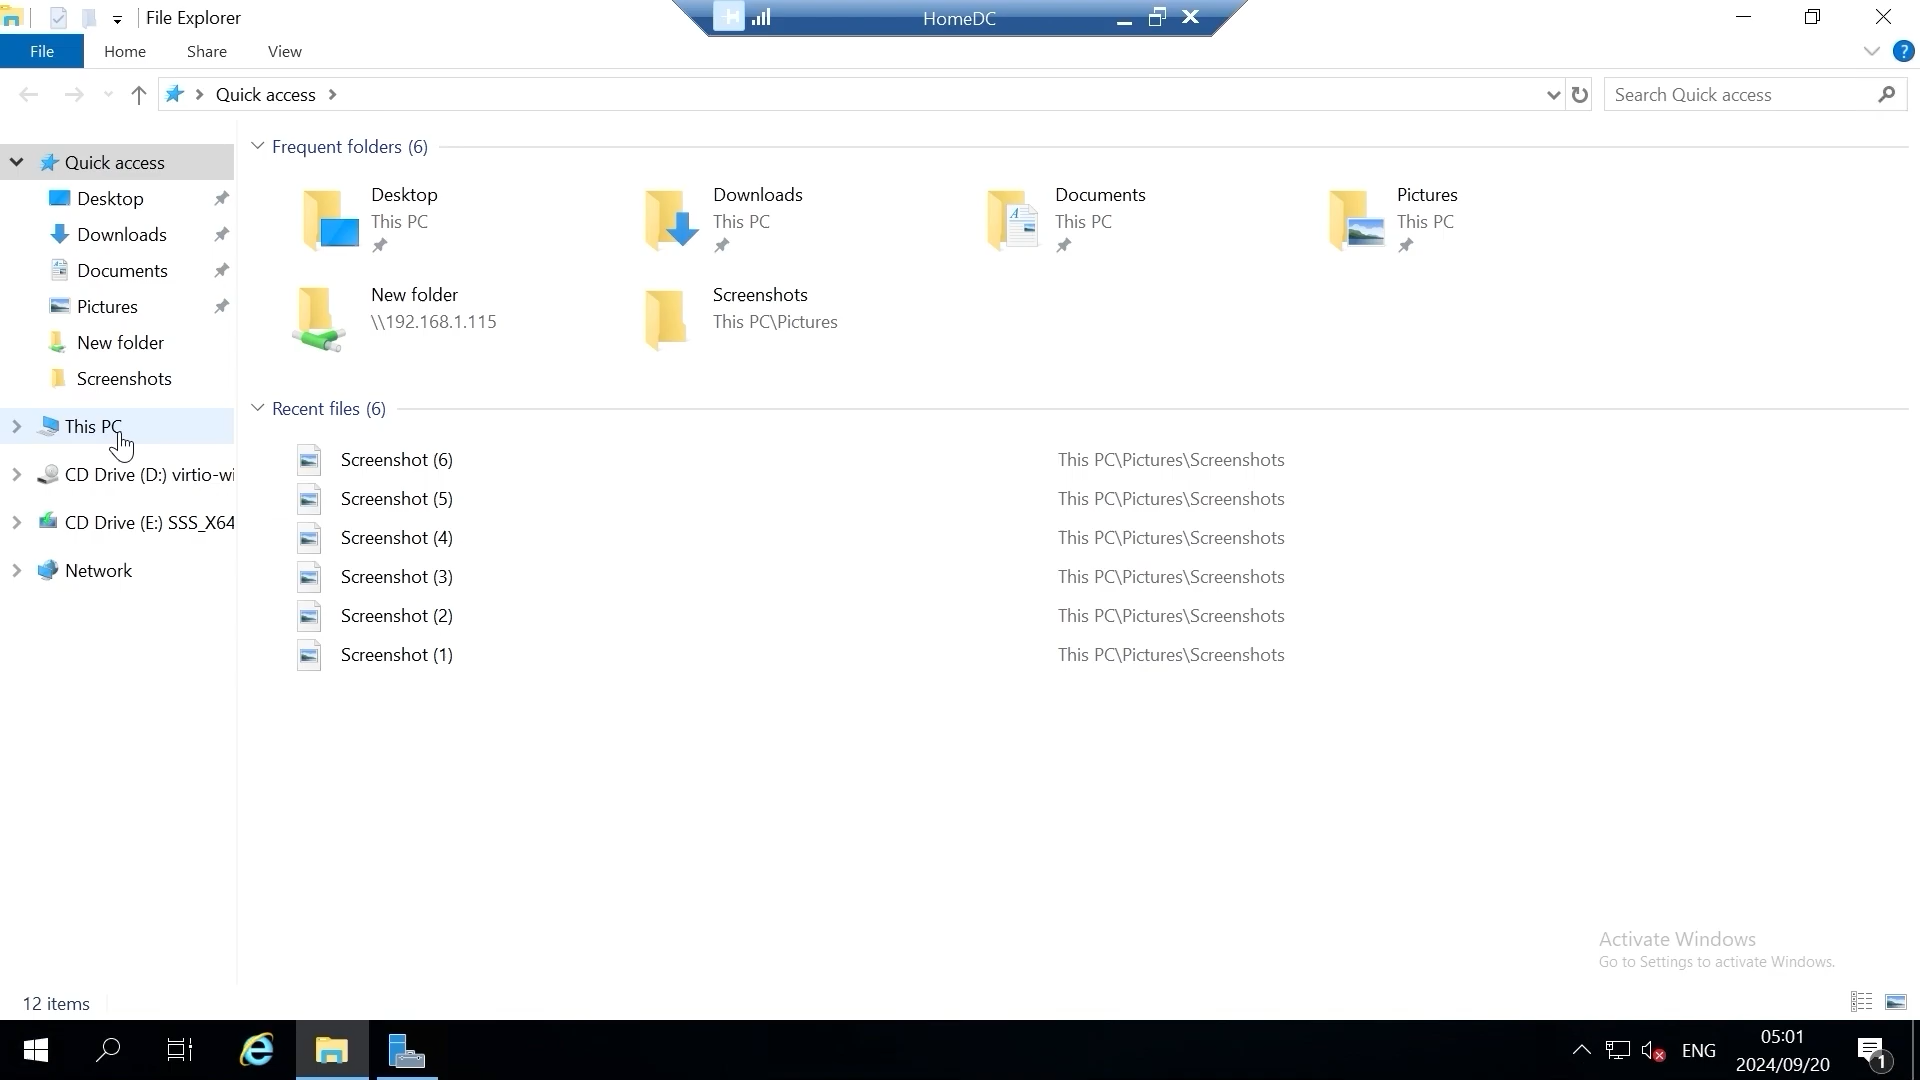 File Explorer
HomeDC
File
Home
Share
View
?
Quick access
Search Quick access
Quick access
Desktop
Downloads
Documents
Pictures
New folder
Screenshots
This PC
CD Drive (D:) virtio-wi
CD Drive (E:) SSS_X64
Network
Frequent folders (6)
Desktop
This PC
Downloads
This PC
Documents
This PC
Pictures
This PC
New folder
\\192.168.1.115
Screenshots
This PC\Pictures
Recent files (6)
Screenshot (6)
This PC\Pictures\Screenshots
Screenshot (5)
This PC\Pictures\Screenshots
Screenshot (4)
This PC\Pictures\Screenshots
Screenshot (3)
This PC\Pictures\Screenshots
Screenshot (2)
This PC\Pictures\Screenshots
Screenshot (1)
This PC\Pictures\Screenshots
Activate Windows
Go to Settings to activate Windows.
12 items
ENG
05:01
2024/09/20
1